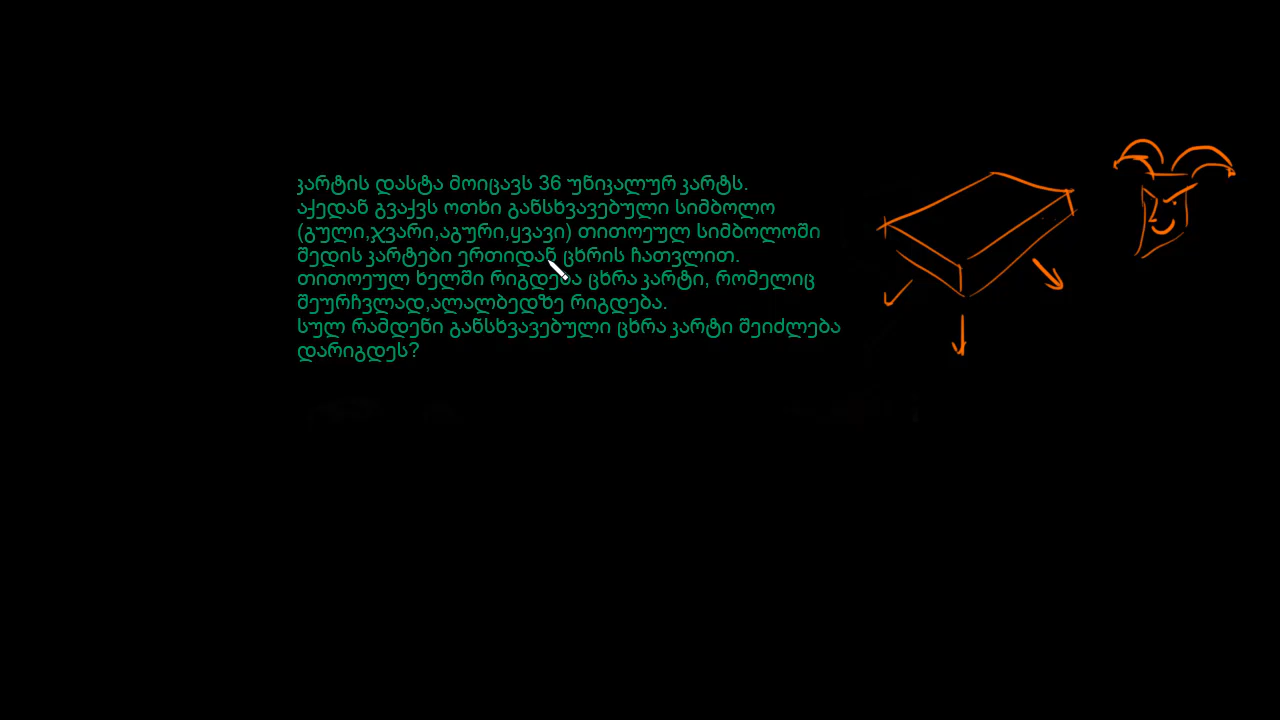 კარტის დასტა მოიცავს 36 უნიკალურ კარტს.
აქედან გვაქვს ოთხი განსხვავებული სიმბოლო
(გული,ჯვარი,აგური,ყვავი) თითოეულ სიმბოლოში
შედის კარტები ერთიდან ცხრის ჩათვლით.
თითოეულ ხელში რიგდება ცხრა კარტი, რომელიც
შეურჩვლად,ალალბედზე რიგდება.
სულ რამდენი განსხვავებული ცხრა კარტი შეიძლება
დარიგდეს?